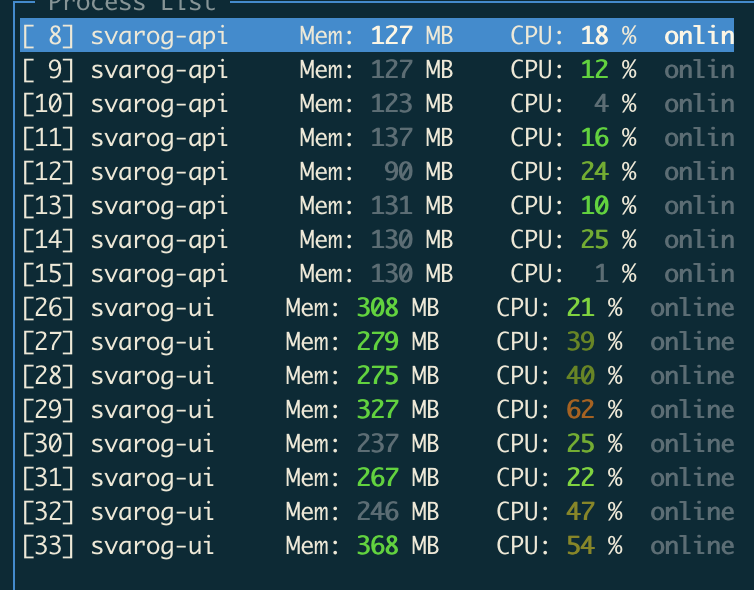 Process List
[ 8] svarog-api Mem: 127 MB CPU: 18 % onlin
[ 9] svarog-api Mem: 127 MB CPU: 12 % onlin
[10] svarog-api Mem: 123 MB CPU: 4 % onlin
[11] svarog-api Mem: 137 MB CPU: 16 % onlin
[12] svarog-api Mem: 90 MB CPU: 24 % onlin
[13] svarog-api Mem: 131 MB CPU: 10 % onlin
[14] svarog-api Mem: 130 MB CPU: 25 % onlin
[15] svarog-api Mem: 130 MB CPU: 1 % onlin
[26] svarog-ui Mem: 308 MB CPU: 21 % online
[27] svarog-ui Mem: 279 MB CPU: 39 % online
[28] svarog-ui Mem: 275 MB CPU: 40 % online
[29] svarog-ui Mem: 327 MB CPU: 62 % online
[30] svarog-ui Mem: 237 MB CPU: 25 % online
[31] svarog-ui Mem: 267 MB CPU: 22 % online
[32] svarog-ui Mem: 246 MB CPU: 47 % online
[33] svarog-ui Mem: 368 MB CPU: 54 % online